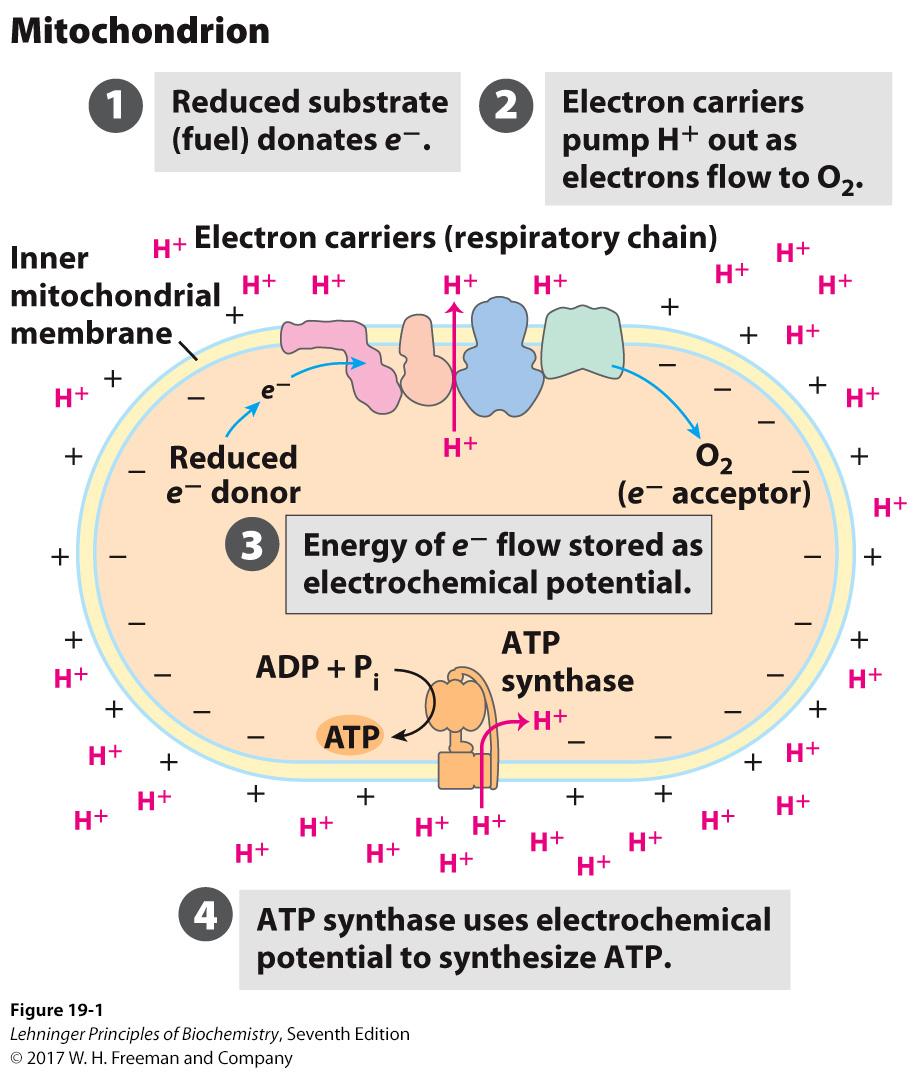 Mitochondrion
1
Reduced substrate
(fuel) donates e⁻.
2
Electron carriers
pump H⁺ out as
electrons flow to O₂.
H⁺ Electron carriers (respiratory chain)
Inner
mitochondrial
membrane
H⁺ H⁺ H⁺ H⁺ H⁺ H⁺ H⁺
+ + + H⁺
H⁺ + − e⁻ − − + H⁺
−
H⁺
+ Reduced
e⁻ donor
− O₂
(e⁻ acceptor)
− +
H⁺
3
Energy of e⁻ flow stored as
electrochemical potential.
+ − − +
− −
+ +
H⁺ − − H⁺
ADP + Pᵢ
ATP
ATP
synthase
H⁺
+ − − − − − +
H⁺ + + H⁺
H⁺ H⁺ + + + + H⁺ H⁺
H⁺ H⁺ H⁺ H⁺ H⁺ H⁺ H⁺ H⁺ H⁺
4
ATP synthase uses electrochemical
potential to synthesize ATP.
Figure 19-1
Lehninger Principles of Biochemistry, Seventh Edition
© 2017 W. H. Freeman and Company